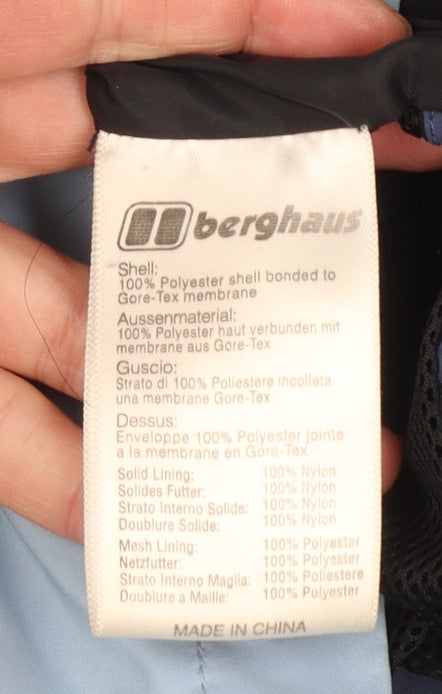 berghaus
Shell:
100% Polyester shell bonded to
Gore-Tex membrane
Aussenmaterial:
100% Polyester haut verbunden mit
membrane aus Gore-Tex
Guscio:
Strato di 100% Poliestere incollata
una membrane Gore-Tex
Dessus:
Enveloppe 100% Polyester jointe
a la membrane en Gore-Tex
Solid Lining: 100% Nylon
Solides Futter: 100% Nylon
Strato Interno Solide: 100% Nylon
Doublure Solide: 100% Nylon
Mesh Lining: 100% Polyester
Netzfutter: 100% Polyester
Strato Interno Maglia: 100% Poliestere
Doublure a Maille: 100% Polyester
MADE IN CHINA